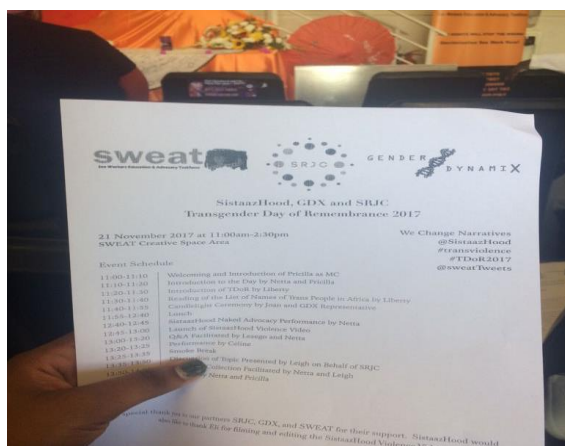 sweat
Sex Workers Education & Advocacy Taskforce
SRJC
GENDER DYNAMIX
SistaazHood, GDX and SRJC
Transgender Day of Remembrance 2017
21 November 2017 at 11:00am-2:30pm
SWEAT Creative Space Area
We Change Narratives
@SistaazHood
#transviolence
#TDoR2017
@sweatTweets
Event Schedule
11:00-11:10 Welcoming and Introduction of Pricilla as MC
11:10-11:20 Introduction to the Day by Netta and Pricilla
11:20-11:30 Introduction of TDoR by Liberty
11:30-11:40 Reading of the List of Names of Trans People in Africa by Liberty
11:40-11:55 Candlelight Ceremony by Joan and GDX Representative
11:55-12:40 Lunch
12:40-12:45 SistaazHood Naked Advocacy Performance by Netta
12:45-13:00 Launch of SistaazHood Violence Video
13:00-13:20 Q&A Facilitated by Lesego and Netta
13:20-13:25 Performance by Celine
13:25-13:35 Smoke Break
of Topic Presented by Leigh on Behalf of SRJC
Facilitated by Netta and Leigh
by Netta and Pricilla
special thank to our partners SRJC, GDX, and SWEAT for their support. SistaazHood would
also like to thank for filming and editing the SistaazHood Violence